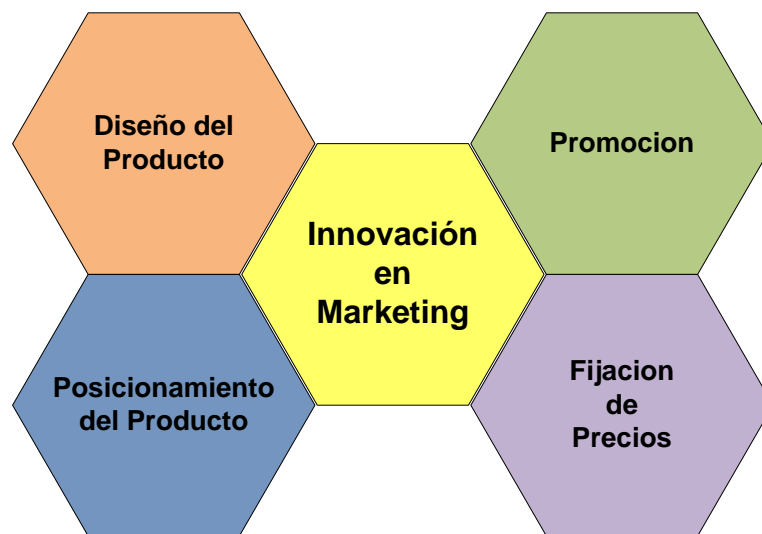 Diseño del
Producto
Promocion
Innovación
en
Marketing
Posicionamiento
del Producto
Fijacion
de
Precios